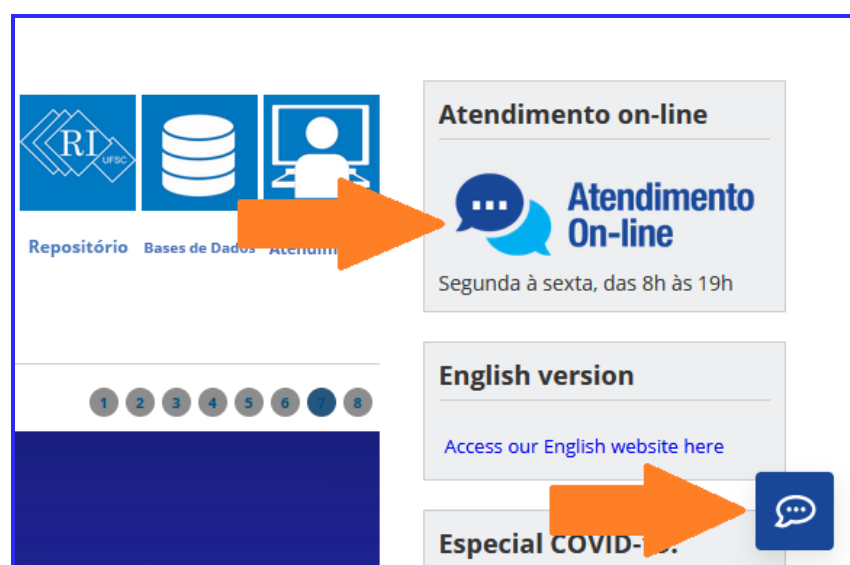 RI
UFSC
Repositório
Bases de Dados
Atendimento on-line
Atendimento
On-line
Segunda à sexta, das 8h às 19h
1 2 3 4 5 6 7 8
English version
Access our English website here
Especial